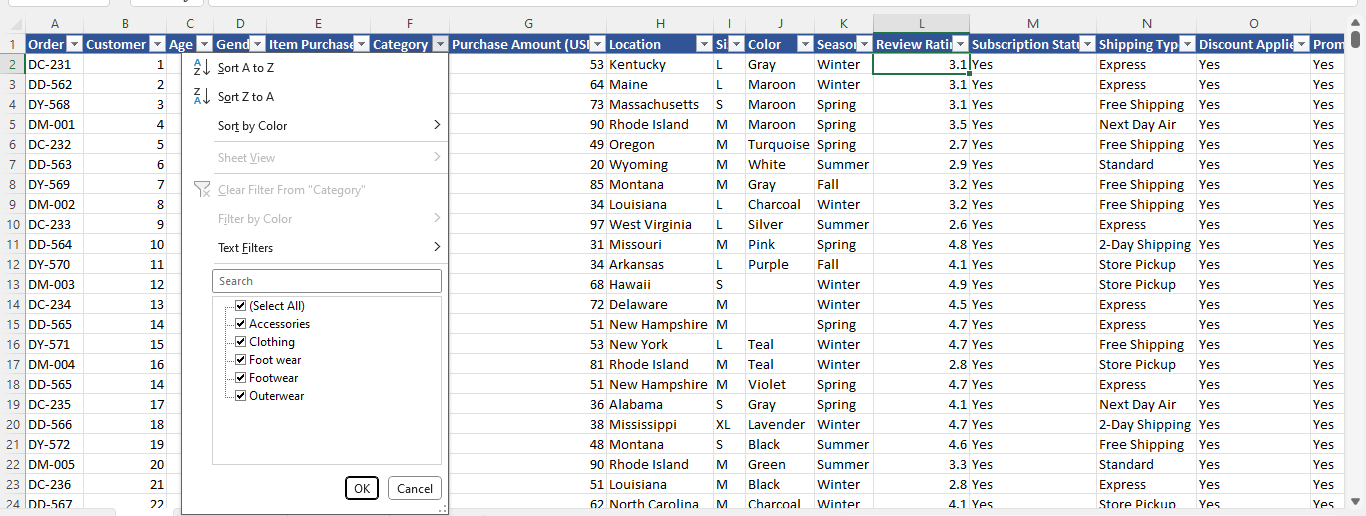 A B C D E F G H I J K L M N O
1 Order Customer Age Gend Item Purchase Category Purchase Amount (USI Location Si Color Season Review Ratin Subscription Statu Shipping Typ Discount Applie Prom
2 DC-231 1 53 Kentucky L Gray Winter 3.1 Yes Express Yes Yes
3 DD-562 2 64 Maine L Maroon Winter 3.1 Yes Express Yes Yes
4 DY-568 3 73 Massachusetts S Maroon Spring 3.1 Yes Free Shipping Yes Yes
5 DM-001 4 90 Rhode Island M Maroon Spring 3.5 Yes Next Day Air Yes Yes
6 DC-232 5 49 Oregon M Turquoise Spring 2.7 Yes Free Shipping Yes Yes
7 DD-563 6 20 Wyoming M White Summer 2.9 Yes Standard Yes Yes
8 DY-569 7 85 Montana M Gray Fall 3.2 Yes Free Shipping Yes Yes
9 DM-002 8 34 Louisiana L Charcoal Winter 3.2 Yes Free Shipping Yes Yes
10 DC-233 9 97 West Virginia L Silver Summer 2.6 Yes Express Yes Yes
11 DD-564 10 31 Missouri M Pink Spring 4.8 Yes 2-Day Shipping Yes Yes
12 DY-570 11 34 Arkansas L Purple Fall 4.1 Yes Store Pickup Yes Yes
13 DM-003 12 68 Hawaii S Winter 4.9 Yes Store Pickup Yes Yes
14 DC-234 13 72 Delaware M Winter 4.5 Yes Express Yes Yes
15 DD-565 14 51 New Hampshire M Spring 4.7 Yes Express Yes Yes
16 DY-571 15 53 New York L Teal Winter 4.7 Yes Free Shipping Yes Yes
17 DM-004 16 81 Rhode Island M Teal Winter 2.8 Yes Store Pickup Yes Yes
18 DD-565 14 51 New Hampshire M Violet Spring 4.7 Yes Express Yes Yes
19 DC-235 17 36 Alabama S Gray Spring 4.1 Yes Next Day Air Yes Yes
20 DD-566 18 38 Mississippi XL Lavender Winter 4.7 Yes 2-Day Shipping Yes Yes
21 DY-572 19 48 Montana S Black Summer 4.6 Yes Free Shipping Yes Yes
22 DM-005 20 90 Rhode Island M Green Summer 3.3 Yes Standard Yes Yes
23 DC-236 21 51 Louisiana M Black Winter 2.8 Yes Express Yes Yes
24 DD-567 22 62 North Carolina M Charcoal Winter 4.1 Yes Store Pickup Yes Yes
Sort A to Z
Sort Z to A
Sort by Color
Sheet View
Clear Filter From "Category"
Filter by Color
Text Filters
Search
(Select All)
Accessories
Clothing
Foot wear
Footwear
Outerwear
OK Cancel